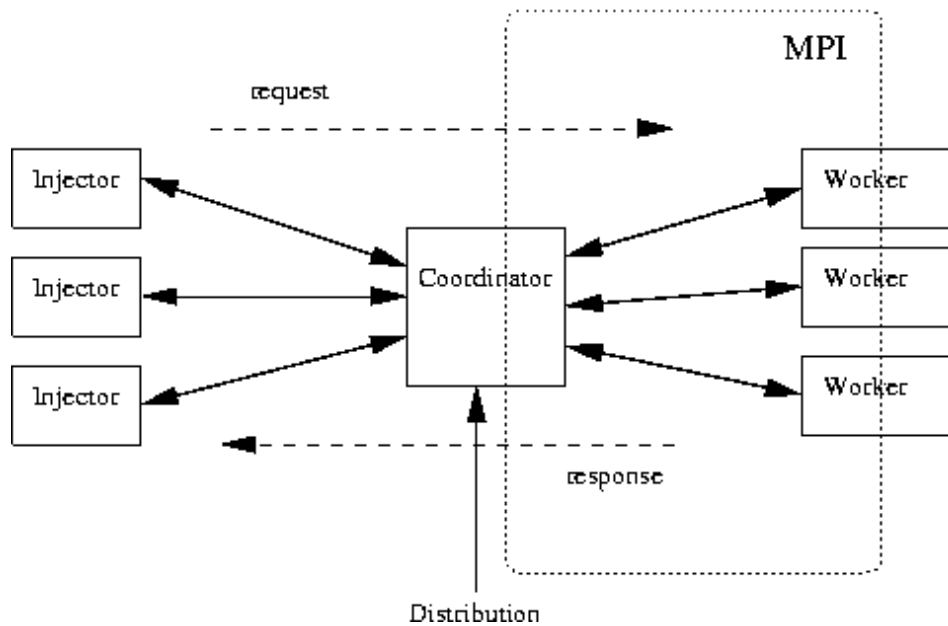 MPI
request
Injector
Worker
Injector
Coordinator
Worker
Injector
Worker
response
Distribution